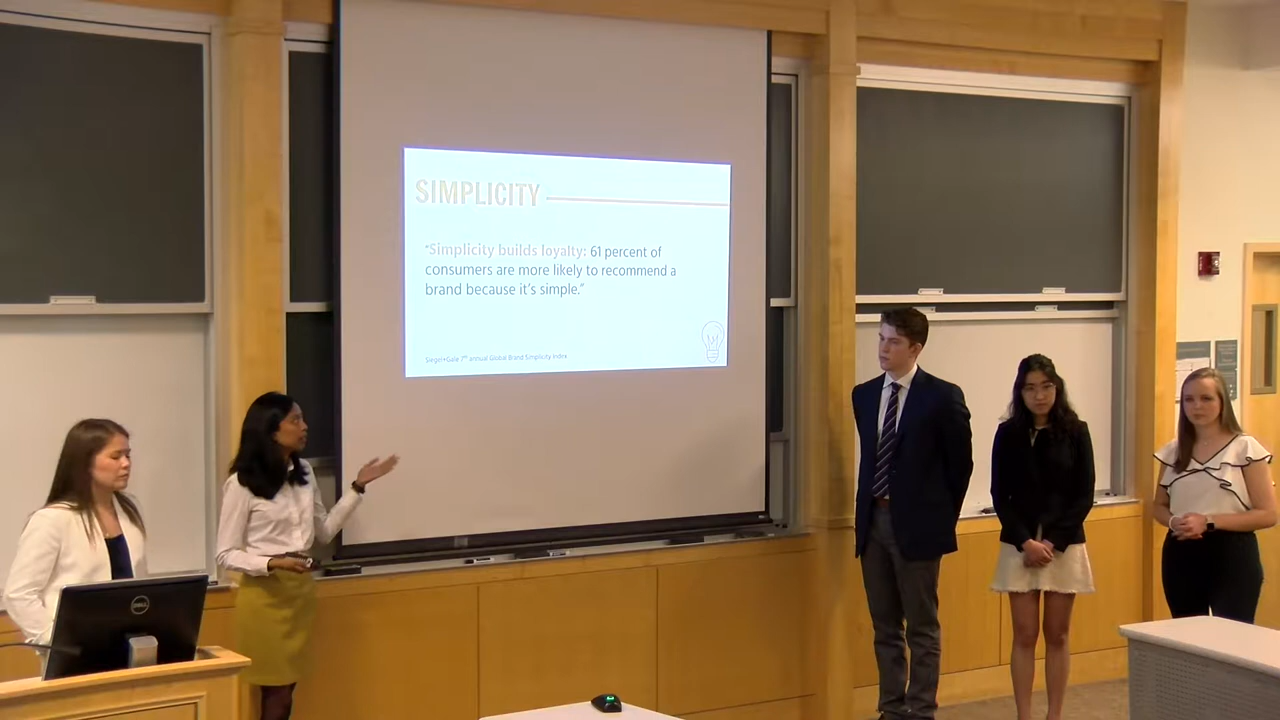 SIMPLICITY
"Simplicity builds loyalty: 61 percent of
consumers are more likely to recommend a
brand because it's simple."
Siegel+Gale 7th annual Global Brand Simplicity Index
DELL